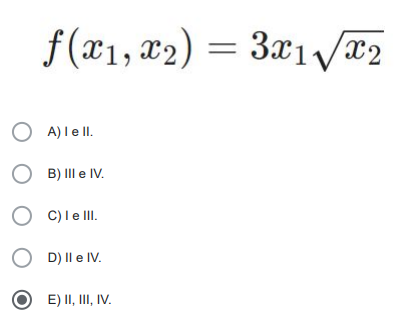 f(x₁, x₂) = 3x₁√x₂
A) I e II.
B) III e IV.
C) I e III.
D) II e IV.
E) II, III, IV.